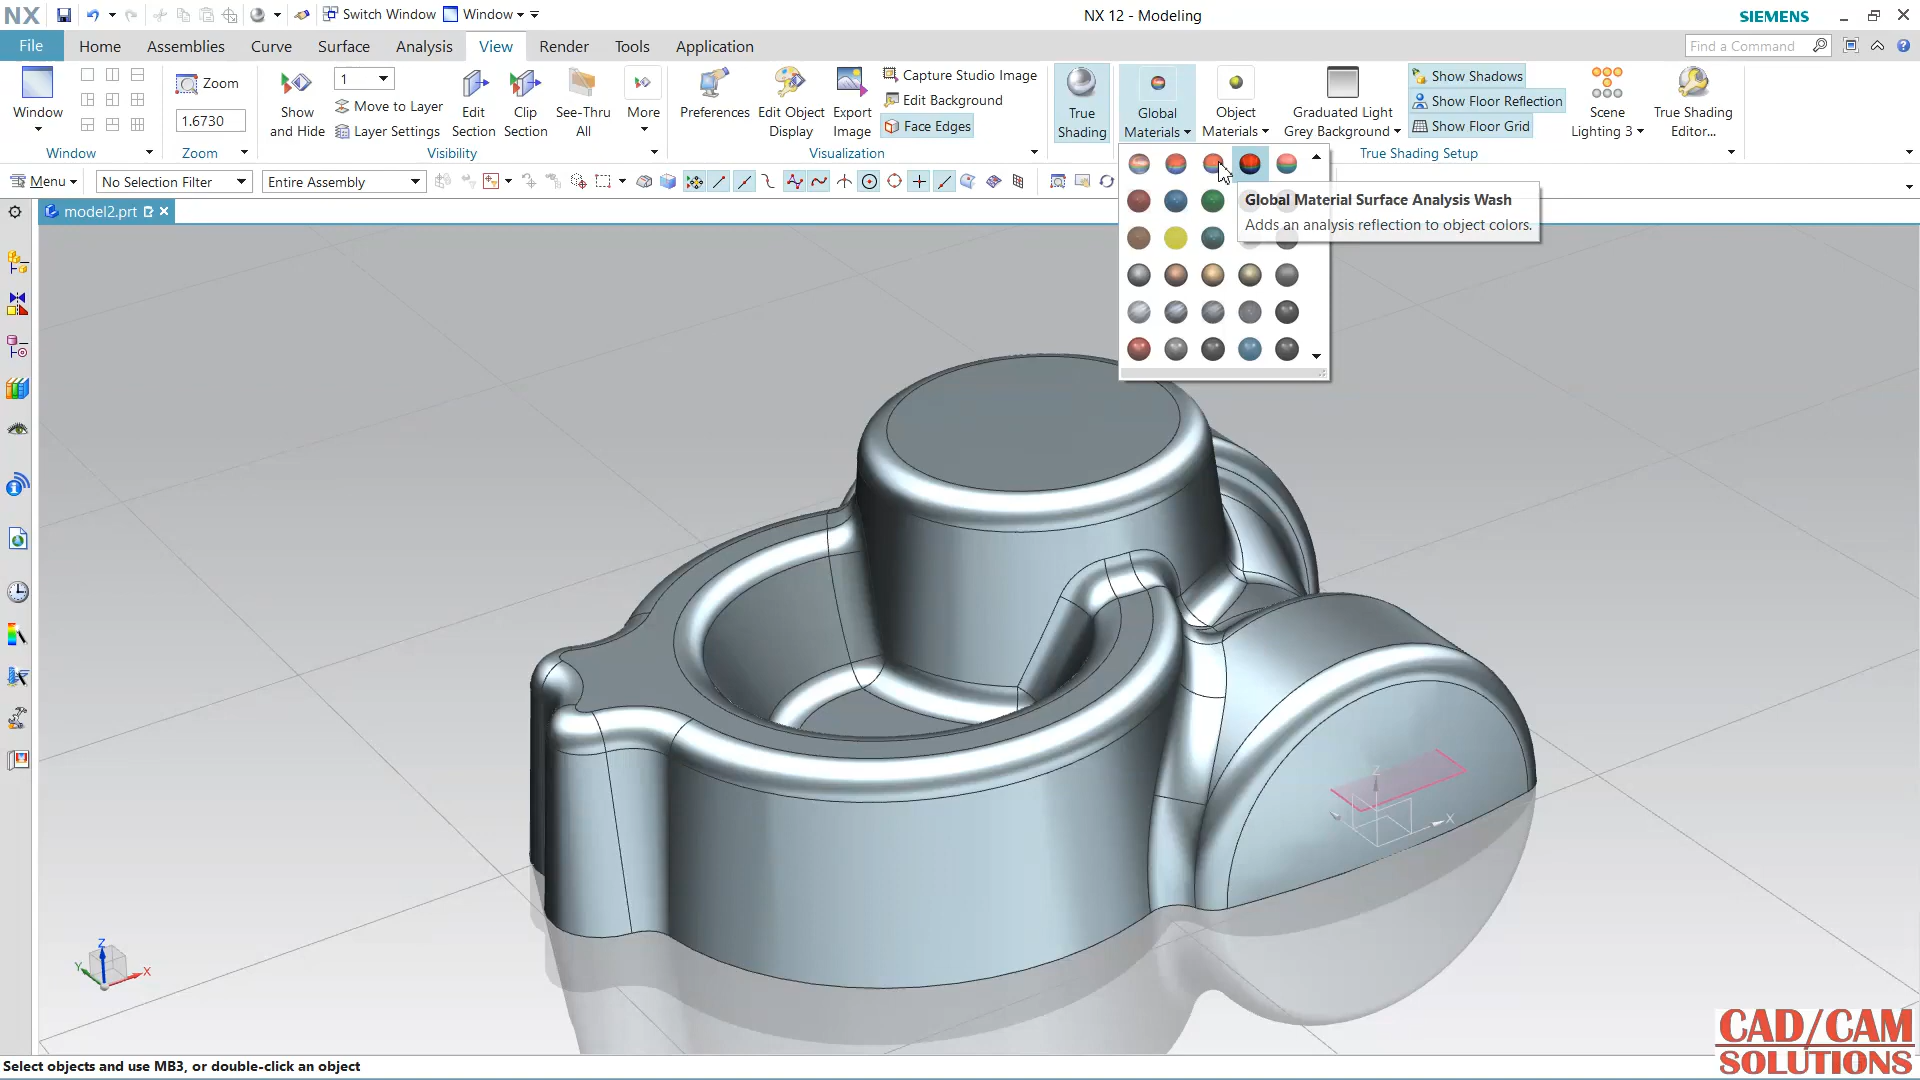 NX
Switch Window
Window
NX 12 - Modeling
SIEMENS
File
Home
Assemblies
Curve
Surface
Analysis
View
Render
Tools
Application
Find a Command
Window
Zoom
1.6730
Show
and Hide
1
Move to Layer
Layer Settings
Edit
Section
Clip
Section
See-Thru
All
More
Preferences
Edit Object
Display
Export
Image
Capture Studio Image
Edit Background
Face Edges
True
Shading
Global
Materials
Object
Materials
Graduated Light
Grey Background
Show Shadows
Show Floor Reflection
Show Floor Grid
Scene
Lighting 3
True Shading
Editor...
Window
Zoom
Visibility
Visualization
True Shading Setup
Menu
No Selection Filter
Entire Assembly
model2.prt
Global Material Surface Analysis Wash
Adds an analysis reflection to object colors.
Z
X
Z
Y
X
CAD/CAM
SOLUTIONS
Select objects and use MB3, or double-click an object